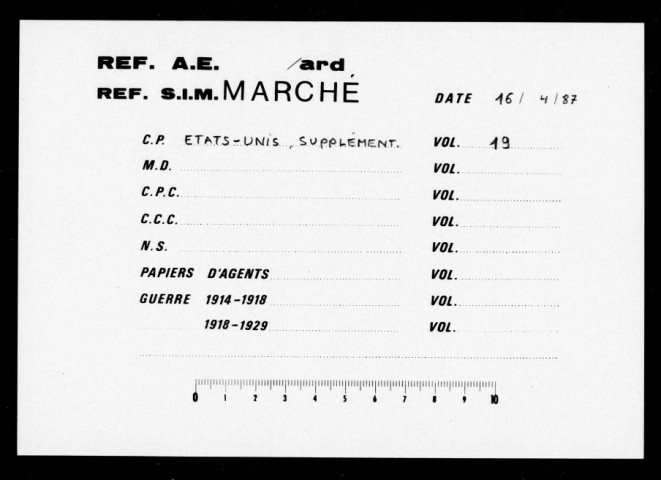 REF. A.E. /ard
REF. S.I.M. MARCHÉ
DATE 16/ 4/87
C.P. ETATS-UNIS, SUPPLÉMENT. VOL. 19
M.D. VOL.
C.P.C. VOL.
C.C.C. VOL.
N.S. VOL.
PAPIERS D'AGENTS VOL.
GUERRE 1914-1918 VOL.
1918-1929 VOL.
0 1 2 3 4 5 6 7 8 9 10